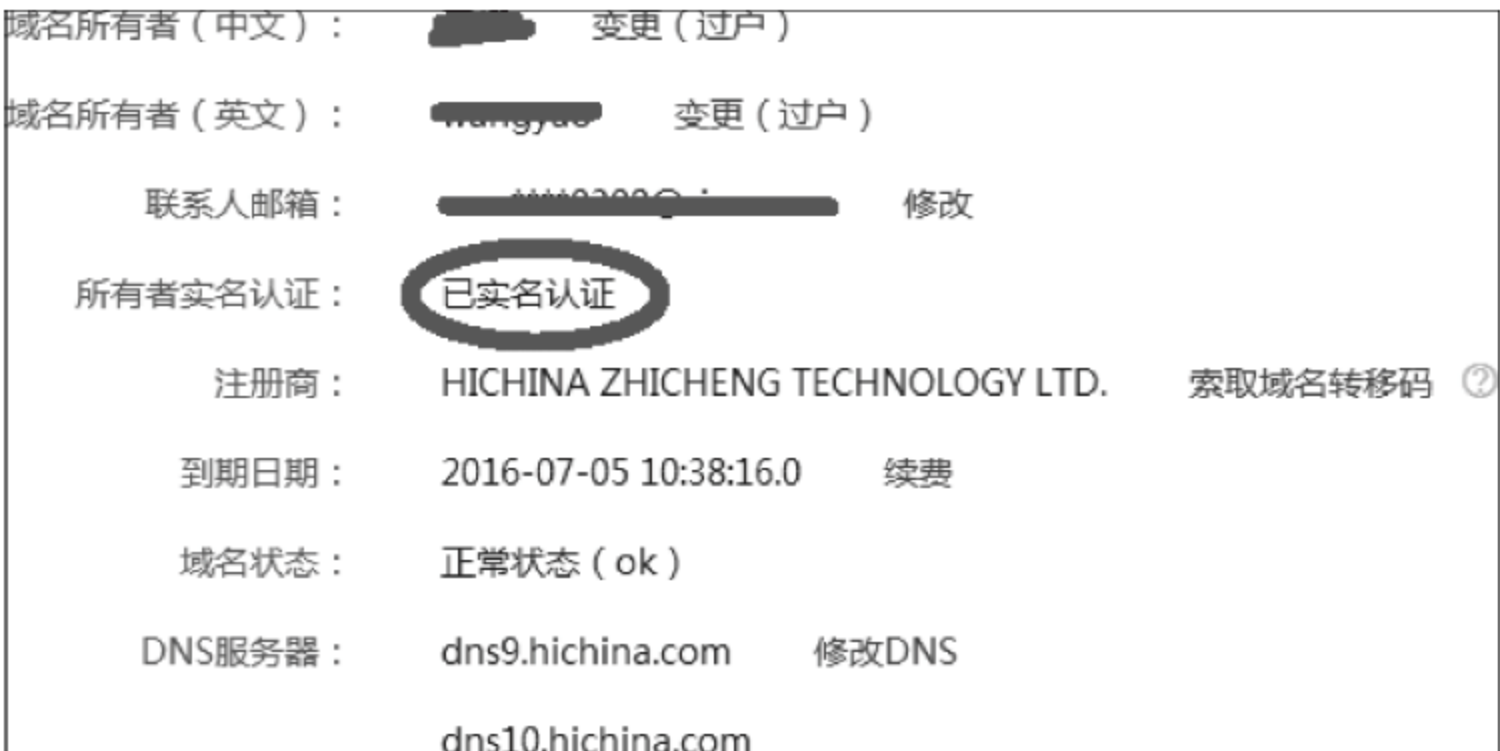 域名所有者（中文）： 变更（过户）
域名所有者（英文）： 变更（过户）
联系人邮箱： 修改
所有者实名认证： 已实名认证
注册商： HICHINA ZHICHENG TECHNOLOGY LTD. 索取域名转移码 ?
到期日期： 2016-07-05 10:38:16.0 续费
域名状态： 正常状态（ok）
DNS服务器： dns9.hichina.com 修改DNS
dns10.hichina.com